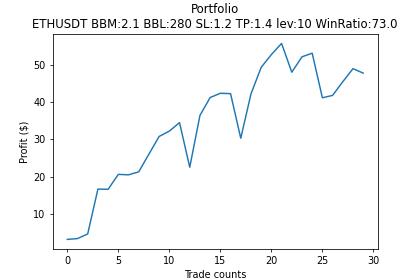 Portfolio
ETHUSDT BBM:2.1 BBL:280 SL:1.2 TP:1.4 lev:10 WinRatio:73.0
50
40
30
20
10
Profit ($)
0 5 10 15 20 25 30
Trade counts